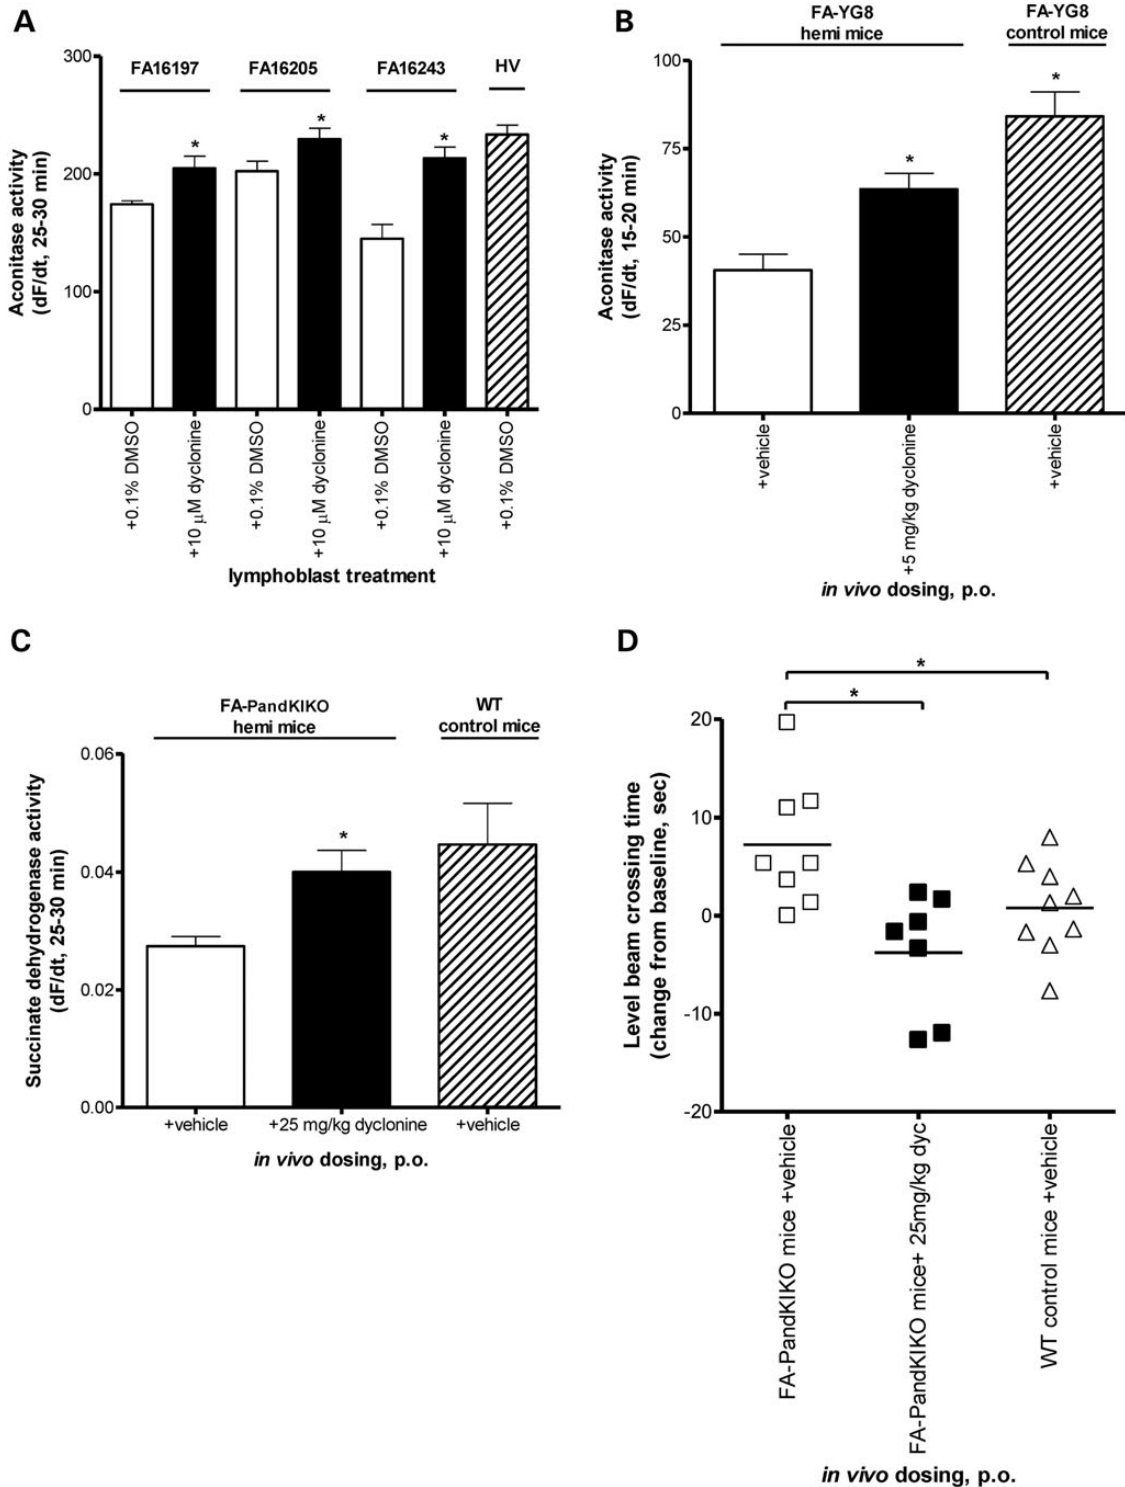 A
300
200
100
0
Aconitase activity
(dF/dt, 25-30 min)
FA16197
FA16205
FA16243
HV
*
*
*
+0.1% DMSO
+10 μM dyclonine
+0.1% DMSO
+10 μM dyclonine
+0.1% DMSO
+10 μM dyclonine
+0.1% DMSO
lymphoblast treatment
B
FA-YG8
hemi mice
FA-YG8
control mice
100
75
50
25
0
Aconitase activity
(dF/dt, 15-20 min)
*
*
+vehicle
+5 mg/kg dyclonine
+vehicle
in vivo dosing, p.o.
C
FA-PandKIKO
hemi mice
WT
control mice
0.06
0.04
0.02
0.00
Succinate dehydrogenase activity
(dF/dt, 25-30 min)
*
+vehicle
+25 mg/kg dyclonine
+vehicle
in vivo dosing, p.o.
D
*
*
20
10
0
-10
-20
Level beam crossing time
(change from baseline, sec)
FA-PandKIKO mice +vehicle
FA-PandKIKO mice+ 25mg/kg dyc
WT control mice +vehicle
in vivo dosing, p.o.